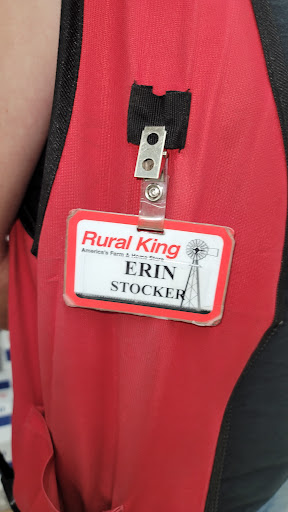 Rural King
America's Farm & Home Store
ERIN
STOCKER